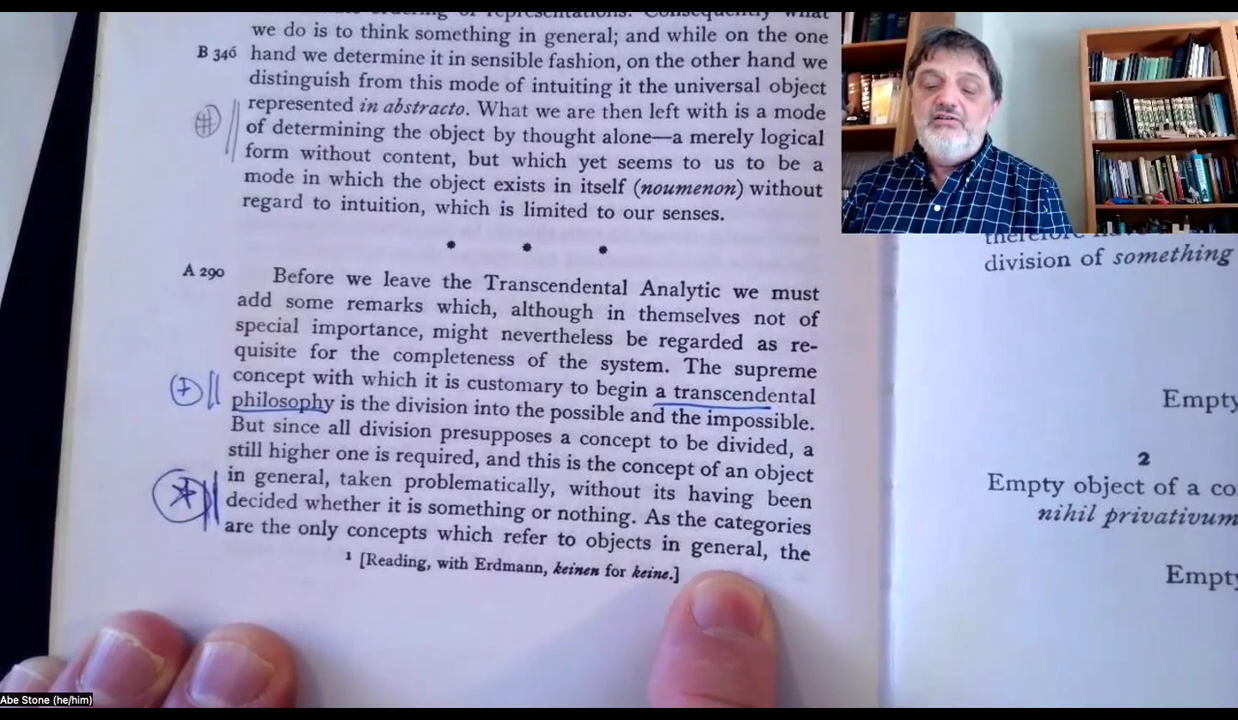 ordering of representations. Consequently what
we do is to think something in general; and while on the one
B 346 hand we determine it in sensible fashion, on the other hand we
distinguish from this mode of intuiting it the universal object
represented in abstracto. What we are then left with is a mode
of determining the object by thought alone—a merely logical
form without content, but which yet seems to us to be a
mode in which the object exists in itself (noumenon) without
regard to intuition, which is limited to our senses.
* * *
A 290 Before we leave the Transcendental Analytic we must
add some remarks which, although in themselves not of
special importance, might nevertheless be regarded as re-
quisite for the completeness of the system. The supreme
concept with which it is customary to begin a transcendental
philosophy is the division into the possible and the impossible.
But since all division presupposes a concept to be divided, a
still higher one is required, and this is the concept of an object
in general, taken problematically, without its having been
decided whether it is something or nothing. As the categories
are the only concepts which refer to objects in general, the
1 [Reading, with Erdmann, keinen for keine.]
therefore
division of something
Empty
2
Empty object of a co
nihil privativum
Empty
Abe Stone (he/him)